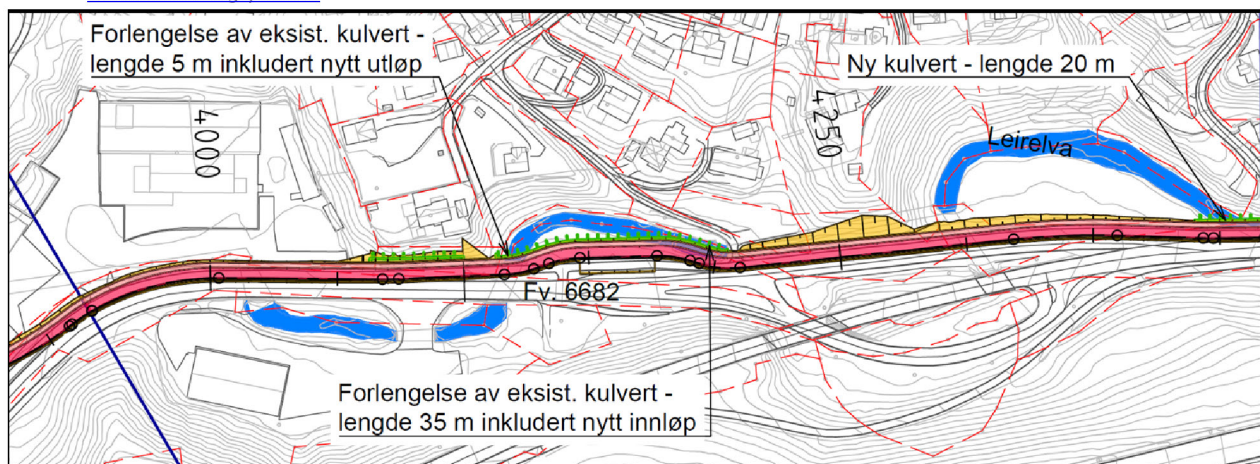 Forlengelse av eksist. kulvert -
lengde 5 m inkludert nytt utløp
Ny kulvert - lengde 20 m
4000
4250
Leirelva
Fv. 6682
Forlengelse av eksist. kulvert -
lengde 35 m inkludert nytt innløp